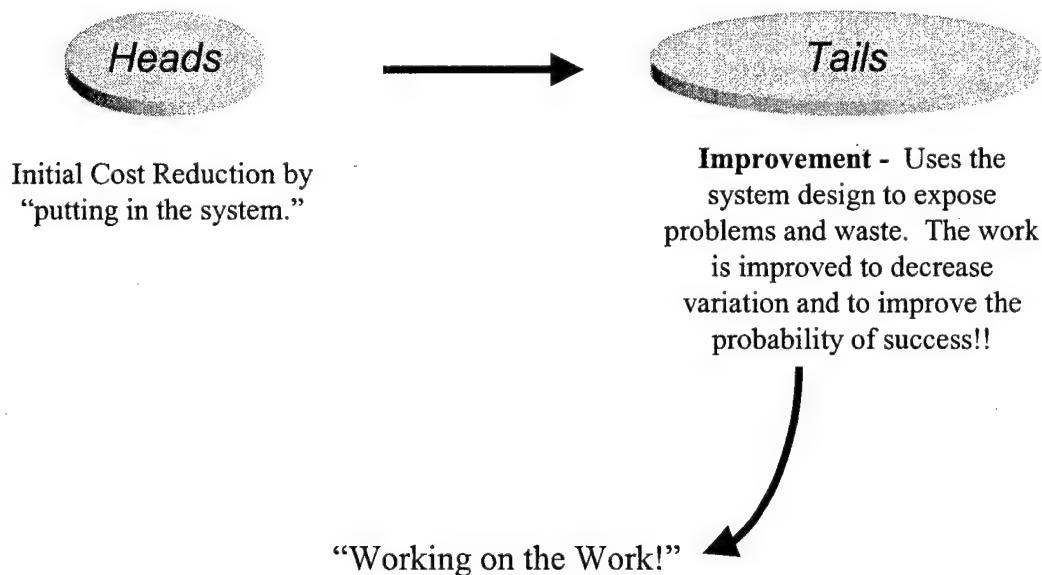 Heads
Tails
Initial Cost Reduction by
“putting in the system.”
Improvement - Uses the
system design to expose
problems and waste. The work
is improved to decrease
variation and to improve the
probability of success!!
“Working on the Work!”